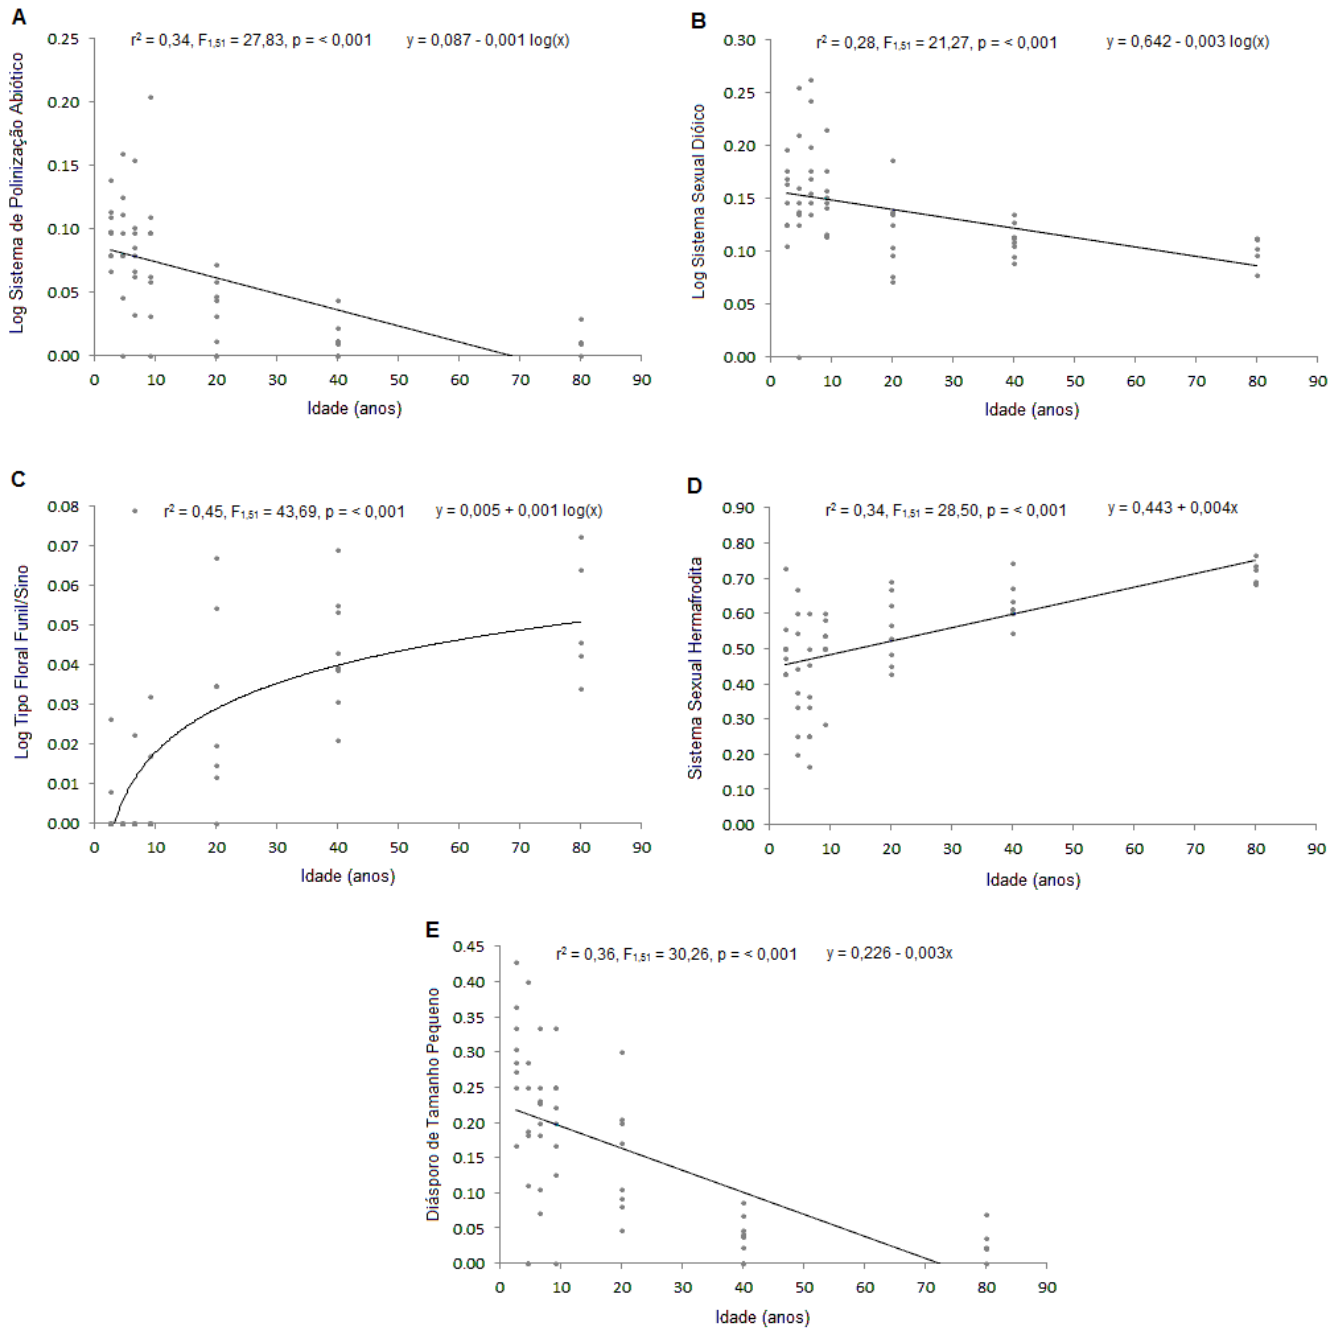 A
r² = 0,34, F1,51 = 27,83, p = < 0,001 y = 0,087 - 0,001 log(x)
Log Sistema de Polinização Abiótico
0.25
0.20
0.15
0.10
0.05
0.00
0 10 20 30 40 50 60 70 80 90
Idade (anos)
B
r² = 0,28, F1,51 = 21,27, p = < 0,001 y = 0,642 - 0,003 log(x)
Log Sistema Sexual Dióico
0.30
0.25
0.20
0.15
0.10
0.05
0.00
0 10 20 30 40 50 60 70 80 90
Idade (anos)
C
r² = 0,45, F1,51 = 43,69, p = < 0,001 y = 0,005 + 0,001 log(x)
Log Tipo Floral Funil/Sino
0.08
0.07
0.06
0.05
0.04
0.03
0.02
0.01
0.00
0 10 20 30 40 50 60 70 80 90
Idade (anos)
D
r² = 0,34, F1,51 = 28,50, p = < 0,001 y = 0,443 + 0,004x
Sistema Sexual Hermafrodita
0.90
0.80
0.70
0.60
0.50
0.40
0.30
0.20
0.10
0.00
0 10 20 30 40 50 60 70 80 90
Idade (anos)
E
r² = 0,36, F1,51 = 30,26, p = < 0,001 y = 0,226 - 0,003x
Diásporo de Tamanho Pequeno
0.45
0.40
0.35
0.30
0.25
0.20
0.15
0.10
0.05
0.00
0 10 20 30 40 50 60 70 80 90
Idade (anos)